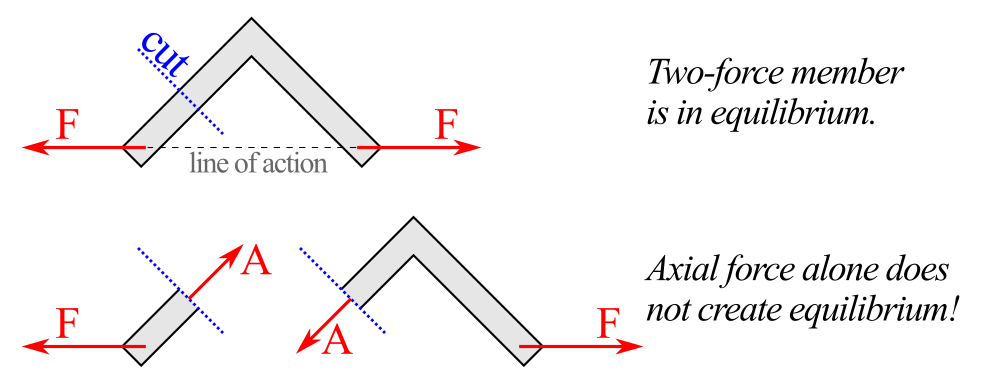 cut
F
F
line of action
Two-force member
is in equilibrium.
F
A
A
F
Axial force alone does
not create equilibrium!